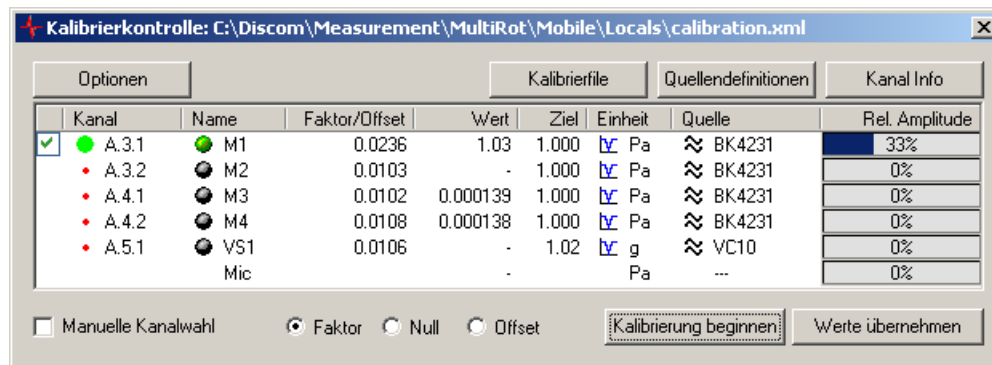 Kalibrierkontrolle: C:\Discom\Measurement\MultiRot\Mobile\Locals\calibration.xml
Optionen Kalibrierfile Quellendefinitionen Kanal Info
Kanal Name Faktor/Offset Wert Ziel Einheit Quelle Rel. Amplitude
A.3.1 M1 0.0236 1.03 1.000 Pa BK4231 33%
A.3.2 M2 0.0103 - 1.000 Pa BK4231 0%
A.4.1 M3 0.0102 0.000139 1.000 Pa BK4231 0%
A.4.2 M4 0.0108 0.000138 1.000 Pa BK4231 0%
A.5.1 VS1 0.0106 - 1.02 g VC10 0%
Mic - Pa --- 0%
Manuelle Kanalwahl Faktor Null Offset Kalibrierung beginnen Werte übernehmen